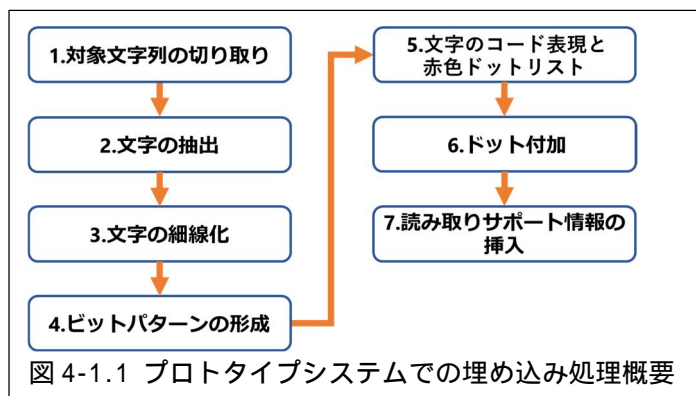 1.対象文字列の切り取り
2.文字の抽出
3.文字の細線化
4.ビットパターンの形成
5.文字のコード表現と
赤色ドットリスト
6.ドット付加
7.読み取りサポート情報の
挿入
図 4-1.1 プロトタイプシステムでの埋め込み処理概要